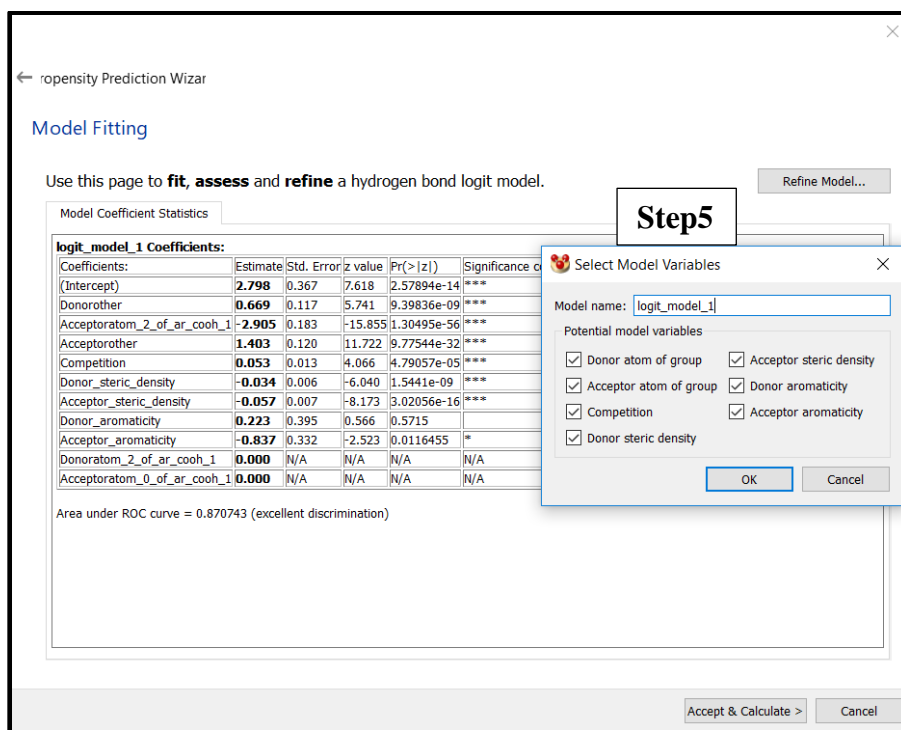 ← ropensity Prediction Wizar
Model Fitting
Use this page to fit, assess and refine a hydrogen bond logit model.
Refine Model...
Model Coefficient Statistics
logit_model_1 Coefficients:
Coefficients: Estimate Std. Error z value Pr(>|z|) Significance c
(Intercept) 2.798 0.367 7.618 2.57894e-14 ***
Donorother 0.669 0.117 5.741 9.39836e-09 ***
Acceptoratom_2_of_ar_cooh_1 -2.905 0.183 -15.855 1.30495e-56 ***
Acceptorother 1.403 0.120 11.722 9.77544e-32 ***
Competition 0.053 0.013 4.066 4.79057e-05 ***
Donor_steric_density -0.034 0.006 -6.040 1.5441e-09 ***
Acceptor_steric_density -0.057 0.007 -8.173 3.02056e-16 ***
Donor_aromaticity 0.223 0.395 0.566 0.5715
Acceptor_aromaticity -0.837 0.332 -2.523 0.0116455 *
Donoratom_2_of_ar_cooh_1 0.000 N/A N/A N/A N/A
Acceptoratom_0_of_ar_cooh_1 0.000 N/A N/A N/A N/A
Area under ROC curve = 0.870743 (excellent discrimination)
Step5
Select Model Variables
Model name: logit_model_1
Potential model variables
Donor atom of group Acceptor steric density
Acceptor atom of group Donor aromaticity
Competition Acceptor aromaticity
Donor steric density
OK Cancel
Accept & Calculate > Cancel